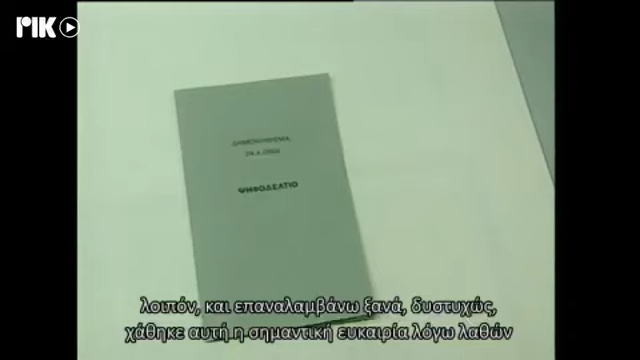 ΡΙΚ
ΔΗΜΟΨΗΦΙΣΜΑ
24.4.2004
ΨΗΦΟΔΕΛΤΙΟ
λοιπόν, και επαναλαμβάνω ξανά, δυστυχώς,
χάθηκε αυτή η σημαντική ευκαιρία λόγω λαθών